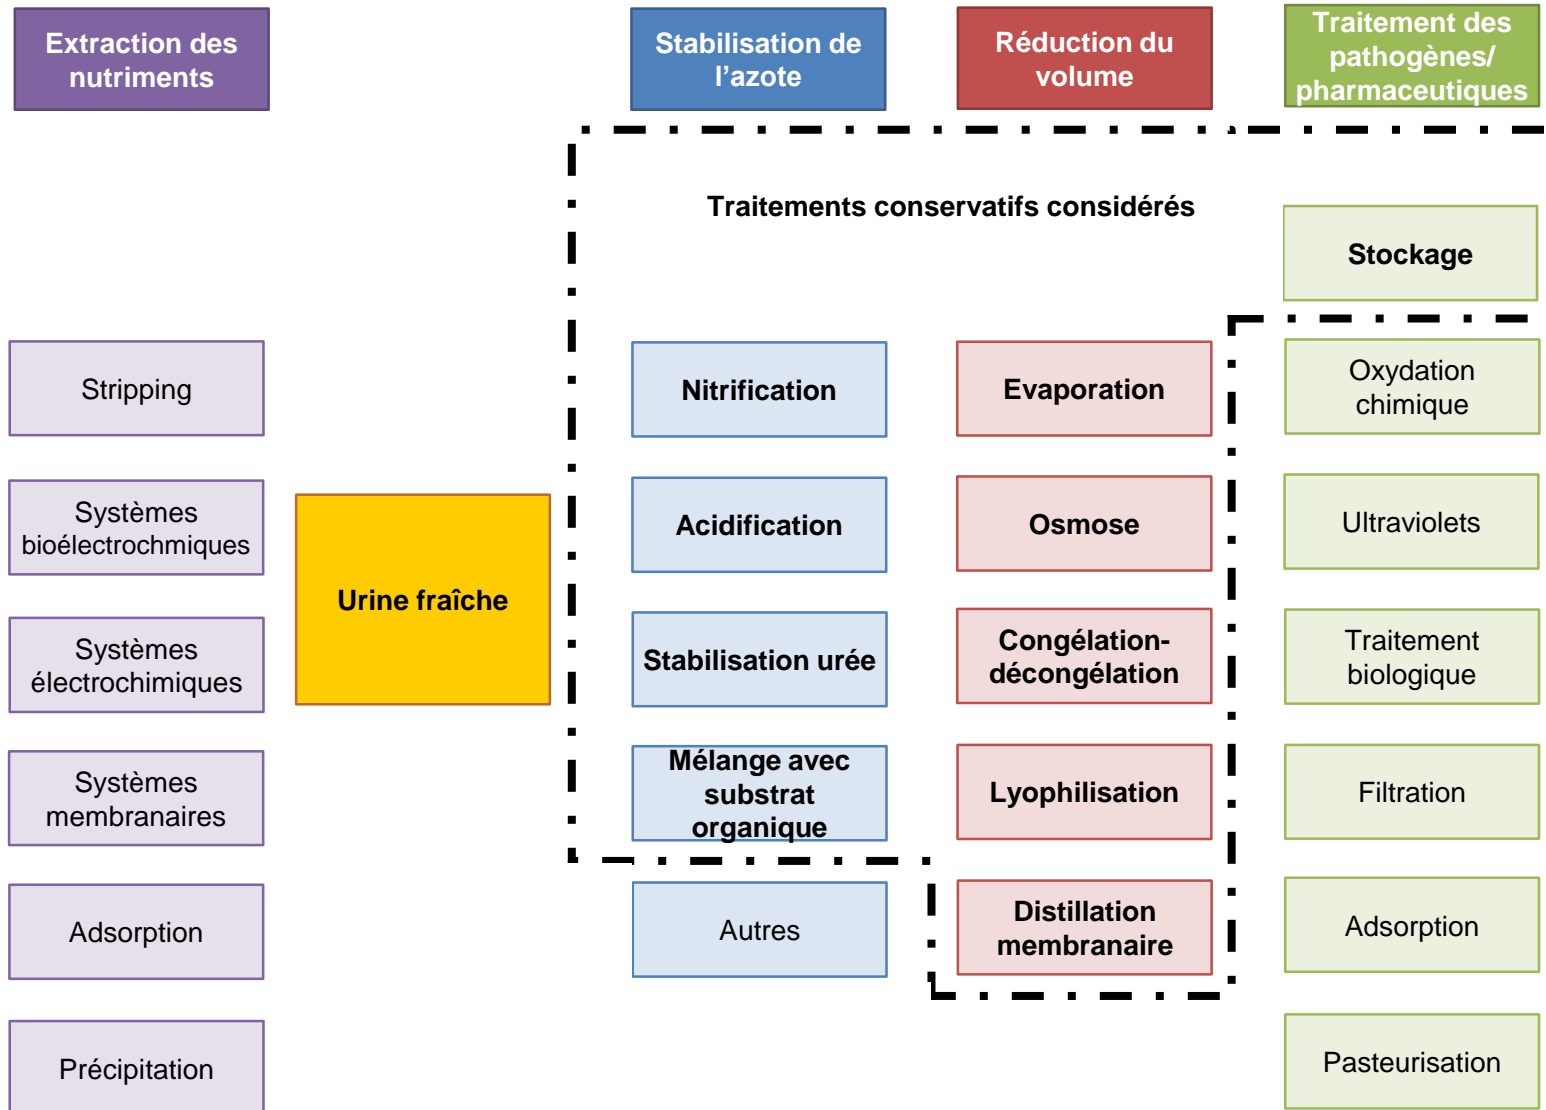 Extraction des
nutriments
Stabilisation de
l'azote
Réduction du
volume
Traitement des
pathogènes/
pharmaceutiques
Traitements conservatifs considérés
Stockage
Stripping
Nitrification
Evaporation
Oxydation
chimique
Systèmes
bioélectrochmiques
Urine fraîche
Acidification
Osmose
Ultraviolets
Systèmes
électrochimiques
Stabilisation urée
Congélation-
décongélation
Traitement
biologique
Systèmes
membranaires
Mélange avec
substrat
organique
Lyophilisation
Filtration
Adsorption
Autres
Distillation
membranaire
Adsorption
Précipitation
Pasteurisation